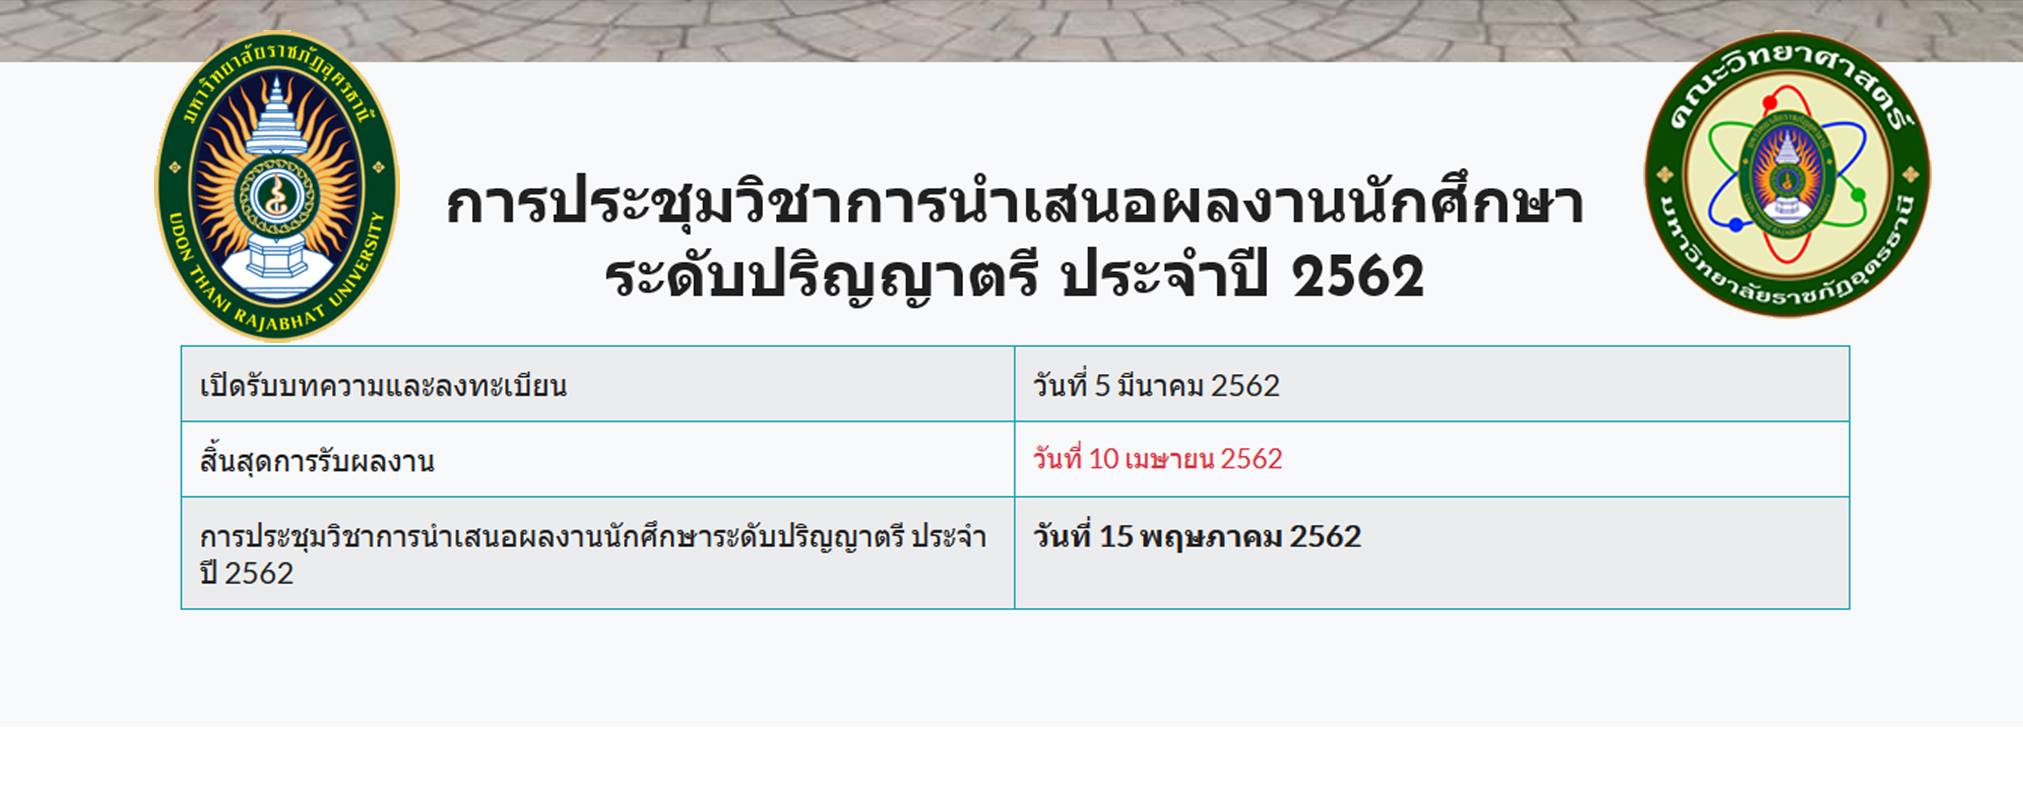 มหาวิทยาลัยราชภัฏอุดรธานี
UDON THANI RAJABHAT UNIVERSITY
คณะวิทยาศาสตร์
มหาวิทยาลัยราชภัฏอุดรธานี
การประชุมวิชาการนำเสนอผลงานนักศึกษา
ระดับปริญญาตรี ประจำปี 2562
เปิดรับบทความและลงทะเบียน
วันที่ 5 มีนาคม 2562
สิ้นสุดการรับผลงาน
วันที่ 10 เมษายน 2562
การประชุมวิชาการนำเสนอผลงานนักศึกษาระดับปริญญาตรี ประจำ
ปี 2562
วันที่ 15 พฤษภาคม 2562